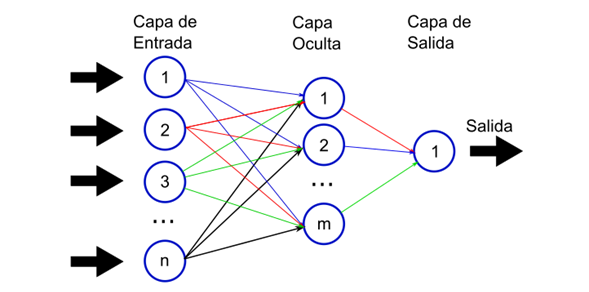 Capa de
Entrada
Capa
Oculta
Capa de
Salida
1
2
3
...
n
1
2
...
m
1
Salida